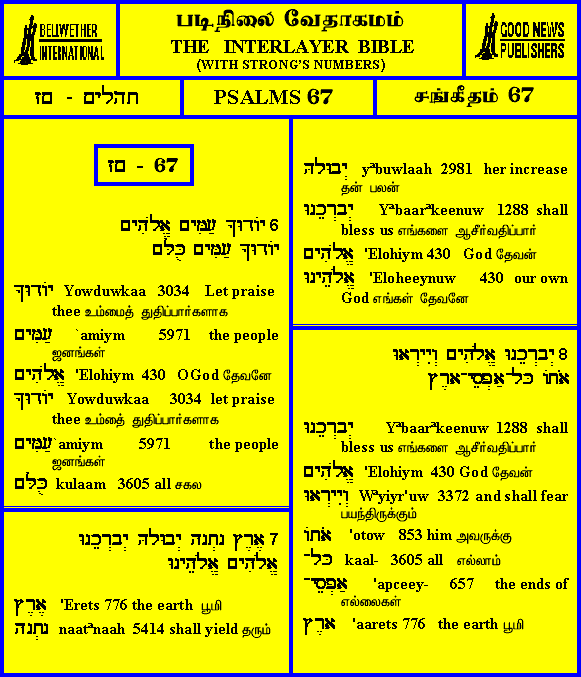 BELLWETHER
INTERNATIONAL
படிநிலை வேதாகமம்
THE INTERLAYER BIBLE
(WITH STRONG'S NUMBERS)
GOOD NEWS
PUBLISHERS
תהלים - סז
PSALMS 67
சங்கீதம் 67
סז - 67
6 יוֹדוּךָ עַמִּים אֱלֹהִים
יוֹדוּךָ עַמִּים כֻּלָּם
יוֹדוּךָ Yowduwkaa 3034 Let praise
thee உம்மைத் துதிப்பார்களாக
עַמִּים `amiym 5971 the people
ஜனங்கள்
אֱלֹהִים 'Elohiym 430 O God தேவனே
יוֹדוּךָ Yowduwkaa 3034 let praise
thee உம்மைத் துதிப்பார்களாக
עַמִּים `amiym 5971 the people
ஜனங்கள்
כֻּלָּם kulaam 3605 all சகல
7 אֶרֶץ נָתְנָה יְבוּלָהּ יְבָרְכֵנוּ
אֱלֹהִים אֱלֹהֵינוּ
אֶרֶץ 'Erets 776 the earth பூமி
נָתְנָה naatªnaah 5414 shall yield தரும்
יְבוּלָהּ yªbuwlaah 2981 her increase
தன் பலன்
יְבָרְכֵנוּ Yªbaarªkeenuw 1288 shall
bless us எங்களை ஆசீர்வதிப்பார்
אֱלֹהִים 'Elohiym 430 God தேவன்
אֱלֹהֵינוּ 'Eloheeynuw 430 our own
God எங்கள் தேவனே
8 יְבָרְכֵנוּ אֱלֹהִים וְיִירְאוּ
אֹתוֹ כָּל־אַפְסֵי־אָרֶץ
יְבָרְכֵנוּ Yªbaarªkeenuw 1288 shall
bless us எங்களை ஆசீர்வதிப்பார்
אֱלֹהִים 'Elohiym 430 God தேவன்
וְיִירְאוּ Wªyiyr'uw 3372 and shall fear
பயந்திருக்கும்
אֹתוֹ 'otow 853 him அவருக்கு
כָּל־ kaal- 3605 all எல்லாம்
אַפְסֵי־ 'apceey- 657 the ends of
எல்லைகள்
אָרֶץ 'aarets 776 the earth பூமி